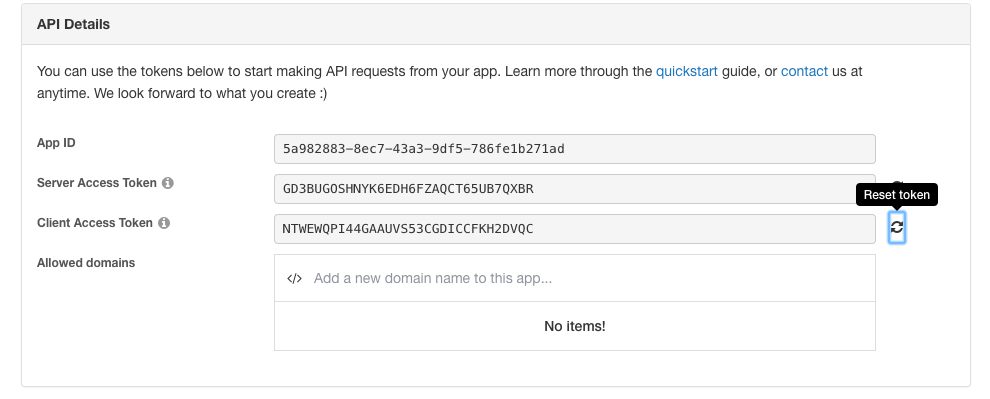 API Details
You can use the tokens below to start making API requests from your app. Learn more through the quickstart guide, or contact us at
anytime. We look forward to what you create :)
App ID
5a982883-8ec7-43a3-9df5-786fe1b271ad
Server Access Token
GD3BUGOSHNYK6EDH6FZAQCT65UB7QXBR
Reset token
Client Access Token
NTWEWQPI44GAAUVS53CGDICCFKH2DVQC
Allowed domains
</> Add a new domain name to this app...
No items!